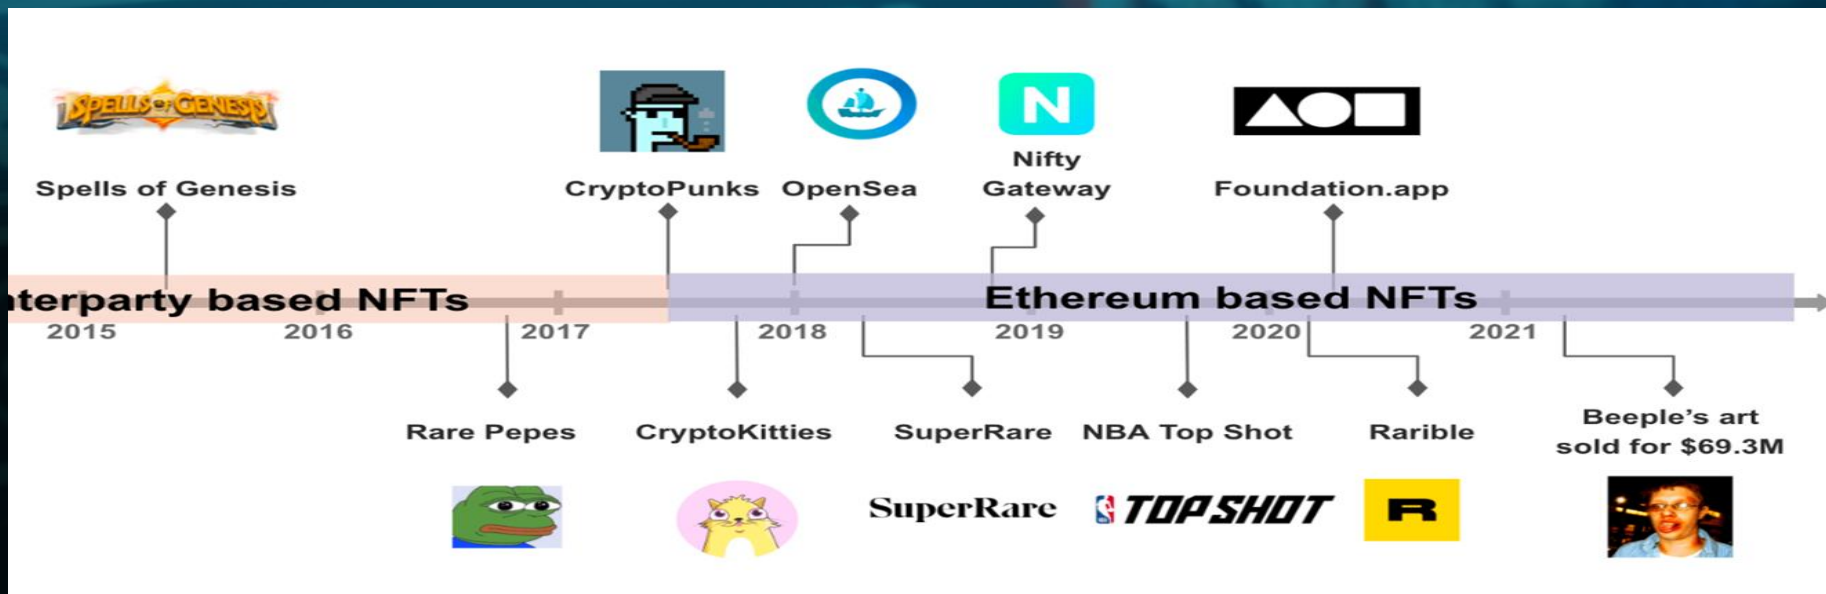 SPELLS OF GENESIS
N
Nifty
Spells of Genesis
CryptoPunks
OpenSea
Gateway
Foundation.app
nterparty based NFTs
Ethereum based NFTs
2015
2016
2017
2018
2019
2020
2021
Rare Pepes
CryptoKitties
SuperRare
NBA Top Shot
Rarible
Beeple's art
sold for $69.3M
SuperRare
TOP SHOT
R